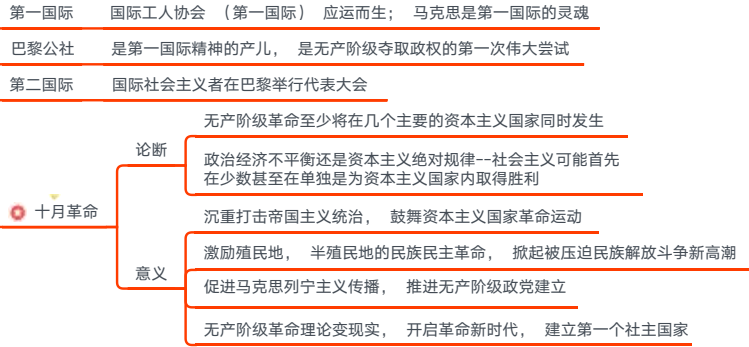 第一国际 国际工人协会 （第一国际） 应运而生； 马克思是第一国际的灵魂
巴黎公社 是第一国际精神的产儿， 是无产阶级夺取政权的第一次伟大尝试
第二国际 国际社会主义者在巴黎举行代表大会
十月革命
论断
无产阶级革命至少将在几个主要的资本主义国家同时发生
政治经济不平衡还是资本主义绝对规律--社会主义可能首先
在少数甚至在单独是为资本主义国家内取得胜利
意义
沉重打击帝国主义统治， 鼓舞资本主义国家革命运动
激励殖民地， 半殖民地的民族民主革命， 掀起被压迫民族解放斗争新高潮
促进马克思列宁主义传播， 推进无产阶级政党建立
无产阶级革命理论变现实， 开启革命新时代， 建立第一个社主国家